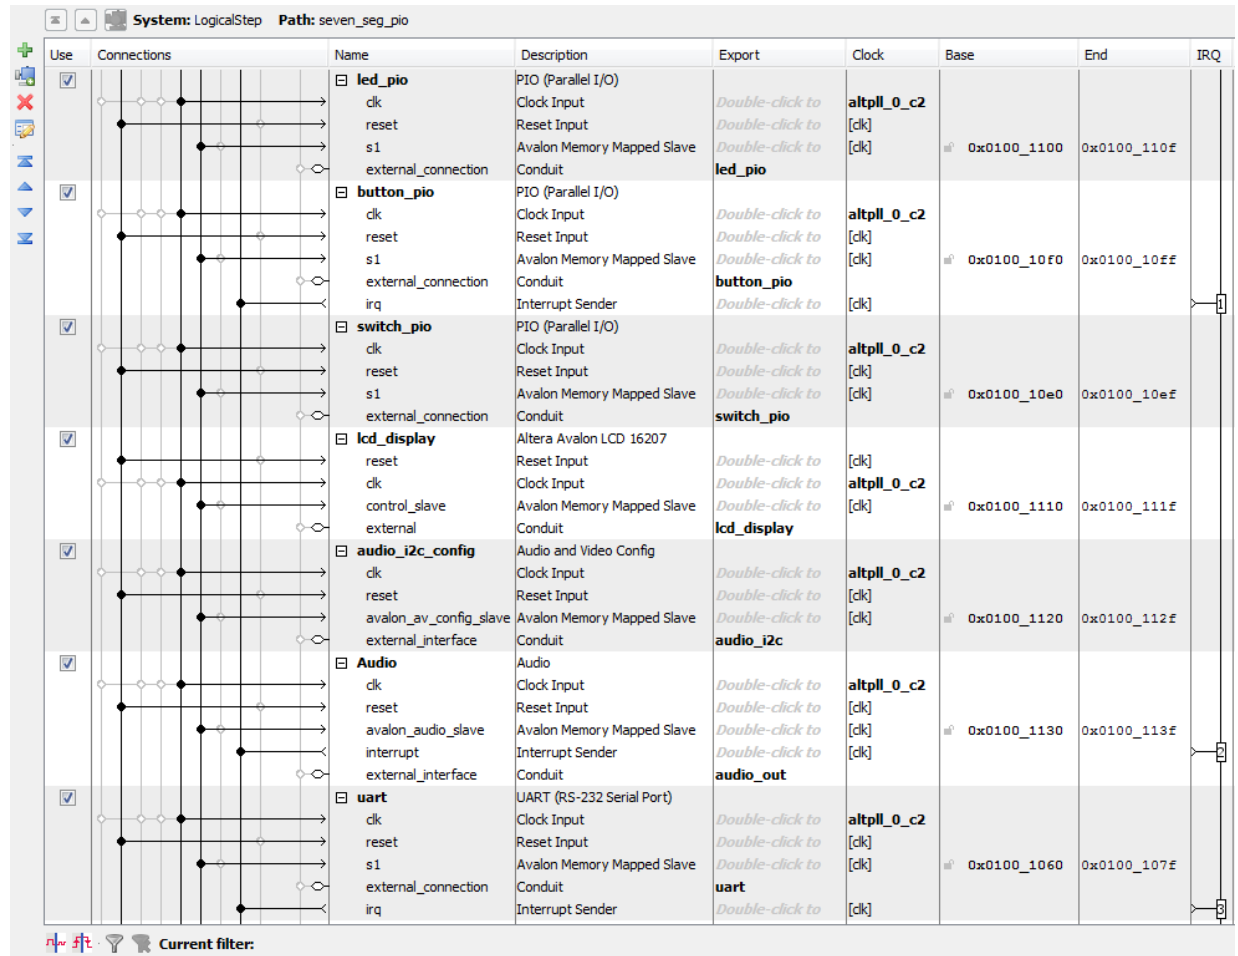 System: LogicalStep Path: seven_seg_pio
Use Connections Name Description Export Clock Base End IRQ
led_pio PIO (Parallel I/O)
clk Clock Input Double-click to altpll_0_c2
reset Reset Input Double-click to [clk]
s1 Avalon Memory Mapped Slave Double-click to [clk] 0x0100_1100 0x0100_110f
external_connection Conduit led_pio
button_pio PIO (Parallel I/O)
clk Clock Input Double-click to altpll_0_c2
reset Reset Input Double-click to [clk]
s1 Avalon Memory Mapped Slave Double-click to [clk] 0x0100_10f0 0x0100_10ff
external_connection Conduit button_pio
irq Interrupt Sender Double-click to [clk] 1
switch_pio PIO (Parallel I/O)
clk Clock Input Double-click to altpll_0_c2
reset Reset Input Double-click to [clk]
s1 Avalon Memory Mapped Slave Double-click to [clk] 0x0100_10e0 0x0100_10ef
external_connection Conduit switch_pio
lcd_display Altera Avalon LCD 16207
reset Reset Input Double-click to [clk]
clk Clock Input Double-click to altpll_0_c2
control_slave Avalon Memory Mapped Slave Double-click to [clk] 0x0100_1110 0x0100_111f
external Conduit lcd_display
audio_i2c_config Audio and Video Config
clk Clock Input Double-click to altpll_0_c2
reset Reset Input Double-click to [clk]
avalon_av_config_slave Avalon Memory Mapped Slave Double-click to [clk] 0x0100_1120 0x0100_112f
external_interface Conduit audio_i2c
Audio Audio
clk Clock Input Double-click to altpll_0_c2
reset Reset Input Double-click to [clk]
avalon_audio_slave Avalon Memory Mapped Slave Double-click to [clk] 0x0100_1130 0x0100_113f
interrupt Interrupt Sender Double-click to [clk] 2
external_interface Conduit audio_out
uart UART (RS-232 Serial Port)
clk Clock Input Double-click to altpll_0_c2
reset Reset Input Double-click to [clk]
s1 Avalon Memory Mapped Slave Double-click to [clk] 0x0100_1060 0x0100_107f
external_connection Conduit uart
irq Interrupt Sender Double-click to [clk] 3
Current filter: